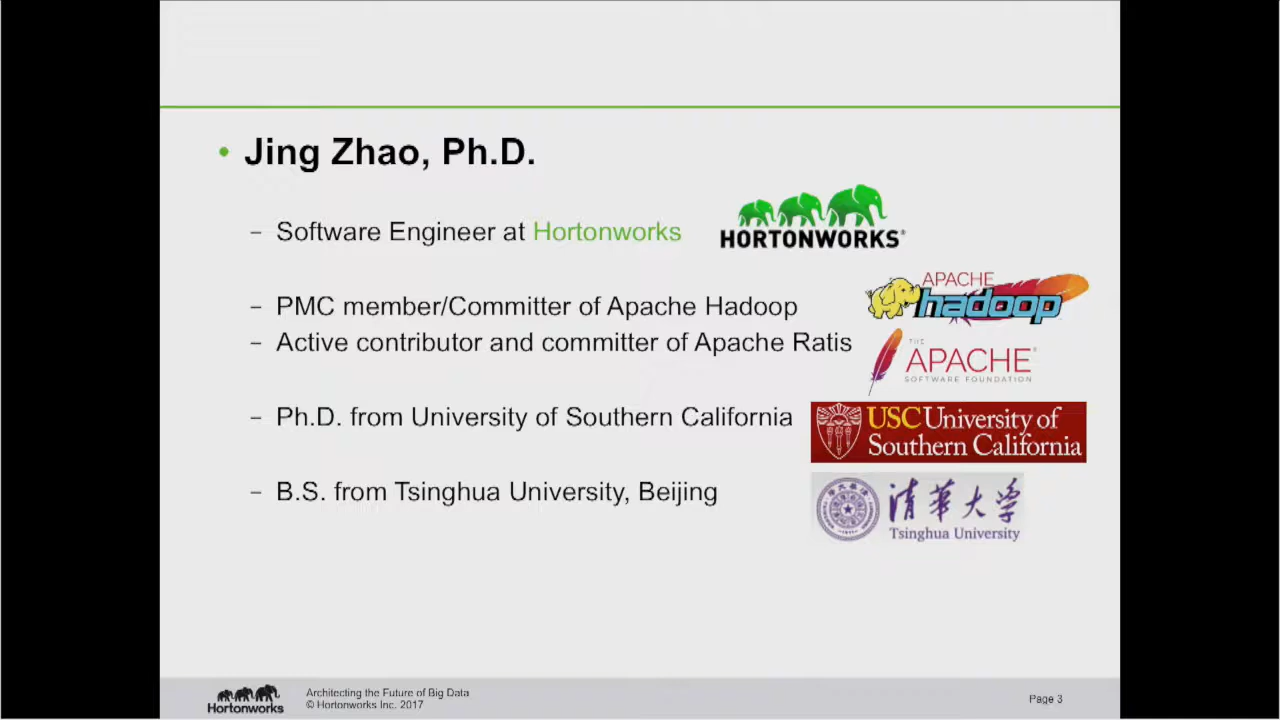 • Jing Zhao, Ph.D.
– Software Engineer at Hortonworks
HORTONWORKS®
– PMC member/Committer of Apache Hadoop
APACHE
hadoop
– Active contributor and committer of Apache Ratis
THE
APACHE®
SOFTWARE FOUNDATION
– Ph.D. from University of Southern California
USC University of
Southern California
– B.S. from Tsinghua University, Beijing
清華大学
Tsinghua University
Hortonworks
Architecting the Future of Big Data
© Hortonworks Inc. 2017
Page 3